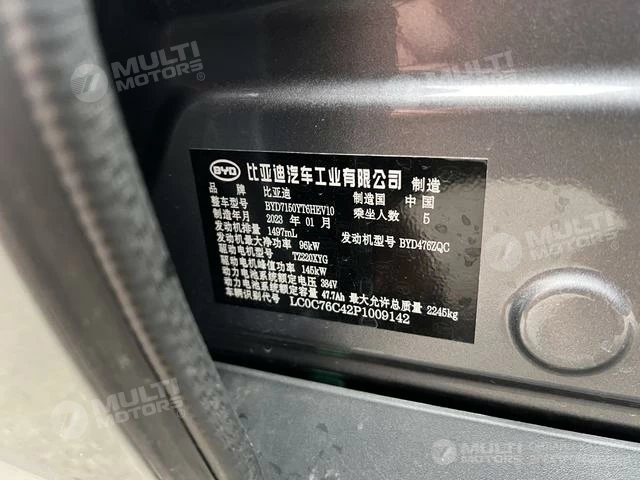 MULTI MOTORS®
MULTI MOTORS
BYD 比亚迪汽车工业有限公司 制造
品 牌 比亚迪 制造国 中 国
整车型号 BYD7150YT6HEV10 乘坐人数 5
制造年月 2023 年 01 月
发动机排量 1497mL 发动机型号 BYD476ZQC
发动机最大净功率 96kW
驱动电机型号 TZ220XYG
驱动电机峰值功率 145kW
动力电池系统额定电压 384V
动力电池系统额定容量 47.7Ah 最大允许总质量 2245kg
车辆识别代号 LC0C76C42P1009142
MULTI MOTORS
MULTI MOTORS